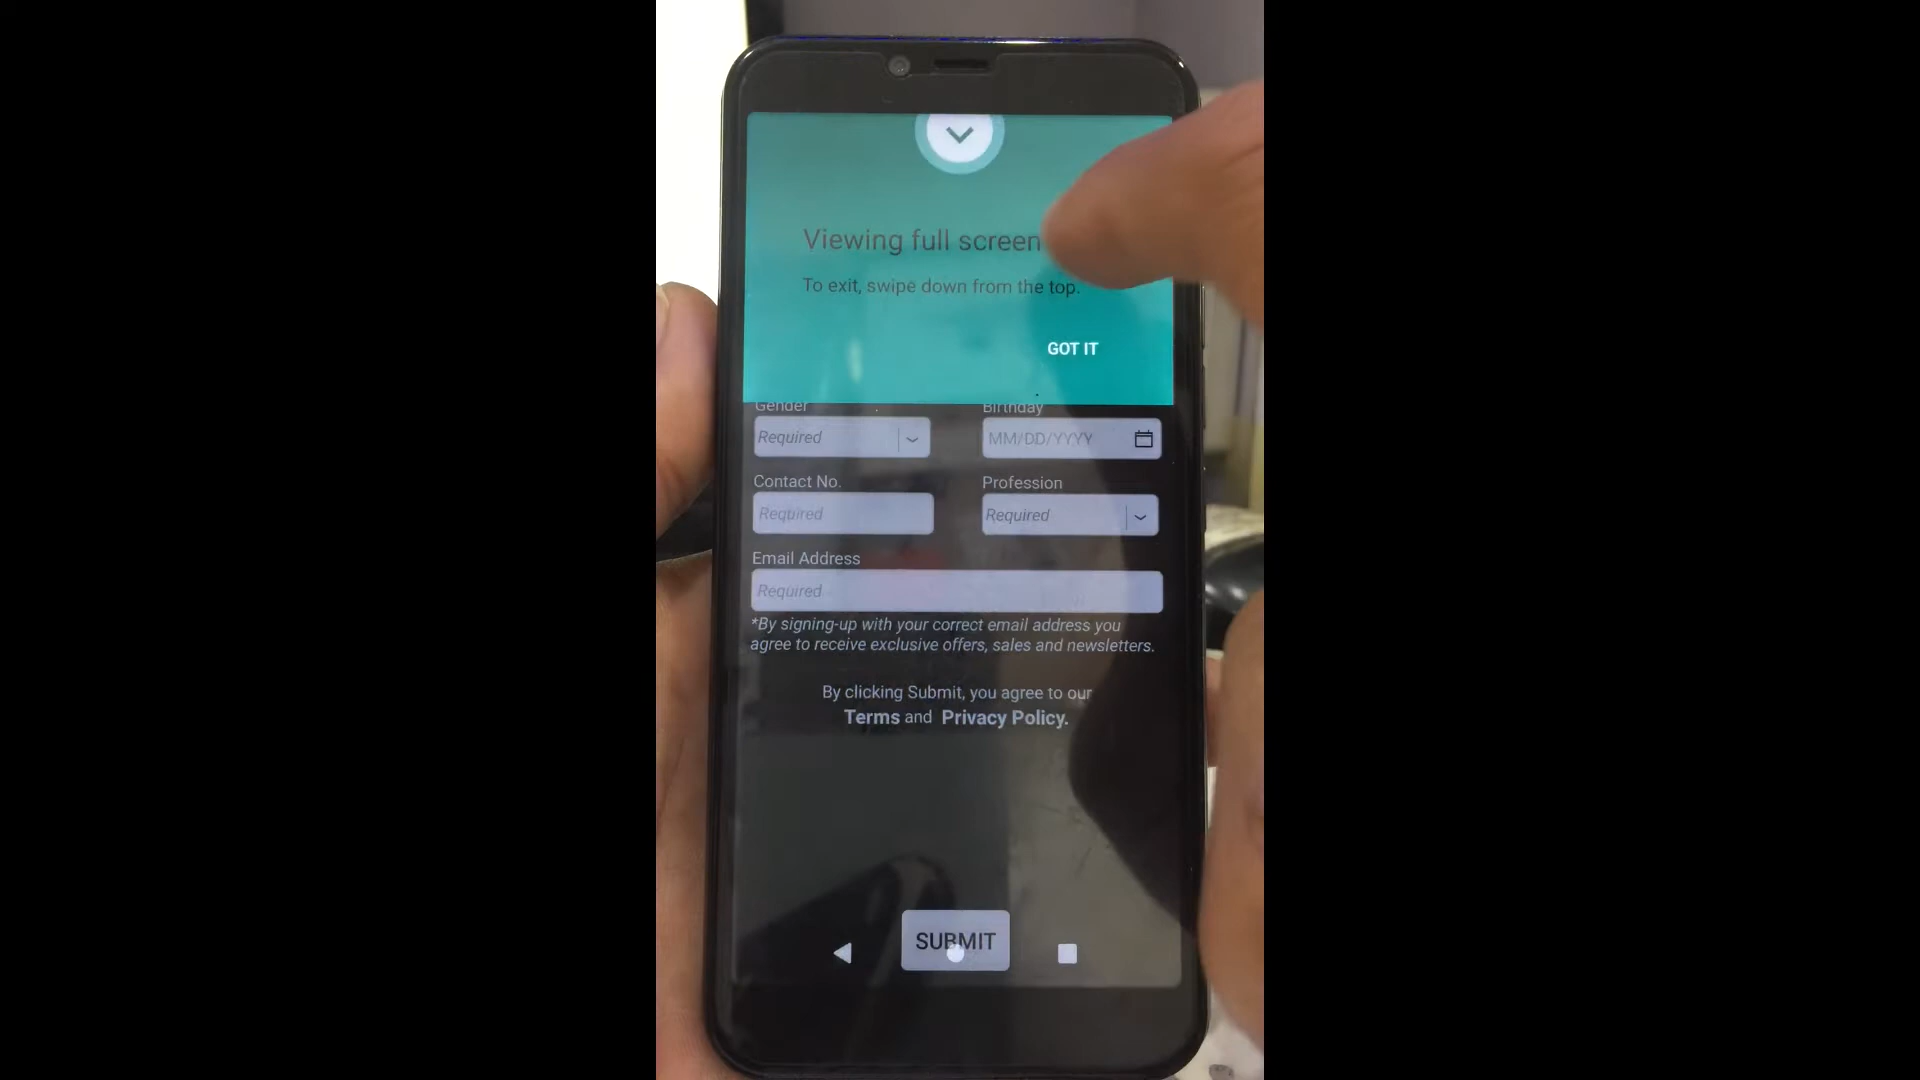 Viewing full screen
To exit, swipe down from the top.
GOT IT
Gender Birthday
Required MM/DD/YYYY
Contact No. Profession
Required Required
Email Address
Required
*By signing-up with your correct email address you
agree to receive exclusive offers, sales and newsletters.
By clicking Submit, you agree to our
Terms and Privacy Policy.
SUBMIT